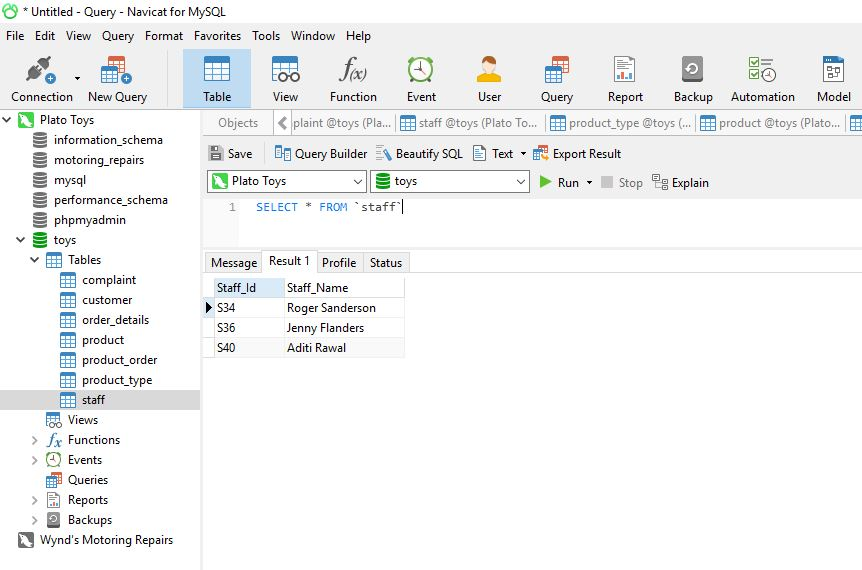 * Untitled - Query - Navicat for MySQL
File Edit View Query Format Favorites Tools Window Help
Connection New Query Table View Function Event User Query Report Backup Automation Model
f(x)
Plato Toys
information_schema
motoring_repairs
mysql
performance_schema
phpmyadmin
toys
Tables
complaint
customer
order_details
product
product_order
product_type
staff
Views
fx Functions
Events
Queries
Reports
Backups
Wynd's Motoring Repairs
Objects plaint @toys (Pla... staff @toys (Plato To... product_type @toys (... product @toys (Plato...
Save Query Builder Beautify SQL Text Export Result
Plato Toys toys Run Stop Explain
1 SELECT * FROM `staff`
Message Result 1 Profile Status
Staff_Id Staff_Name
S34 Roger Sanderson
S36 Jenny Flanders
S40 Aditi Rawal